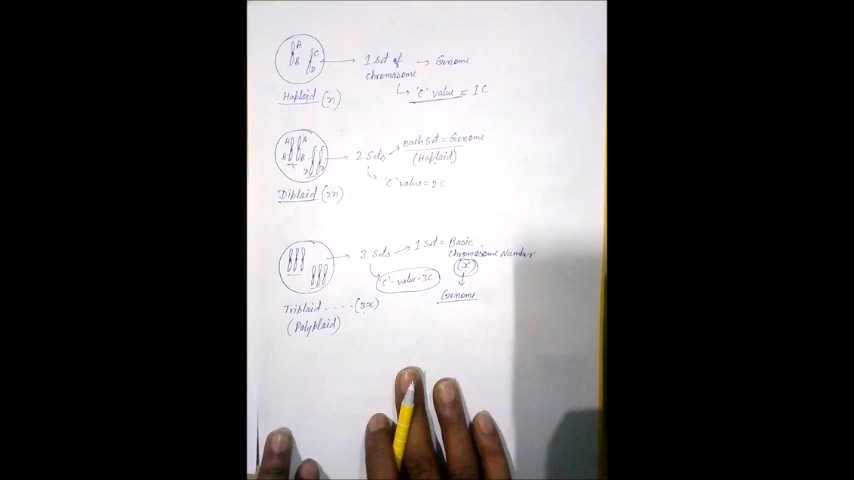 A
B
C
D
1 Set of → Genome
chromosome
'C' value = 1C
Haploid (n)
A A
B B
2 Sets
each Set = Genome
(Haploid)
'C' value = 2C
Diploid (2n)
3 Sets → 1 Set = Basic
chromosome Number
(x)
'C'- value = 3C
Genome
Triploid - - - - (3x)
(Polyploid)